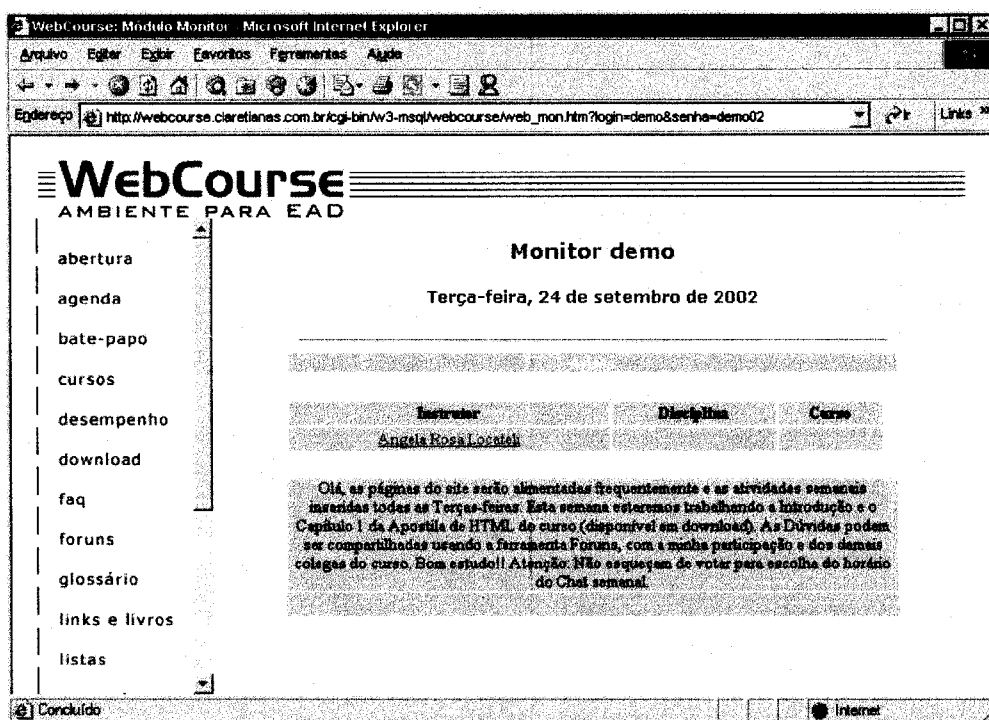 WebCourse: Módulo Monitor - Microsoft Internet Explorer
Arquivo Editar Exibir Favoritos Ferramentas Ajuda
Endereço http://webcourse.claretianas.com.br/cgi-bin/w3-msql/webcourse/web_mon.htm?login=demo&senha=demo02 Ir Links »
WebCourse
AMBIENTE PARA EAD
abertura
agenda
bate-papo
cursos
desempenho
download
faq
foruns
glossário
links e livros
listas
Monitor demo
Terça-feira, 24 de setembro de 2002
Instrutor Disciplina Curso
Angela Rosa Locateli
Olá, as páginas do site serão alimentadas frequentemente e as atividades semanais
inseridas todas as Terças-feiras. Esta semana estaremos trabalhando a Introdução e o
Capítulo 1 da Apostila de HTML do curso (disponível em download). As Dúvidas podem
ser compartilhadas usando a ferramenta Foruns, com a minha participação e dos demais
colegas do curso. Bom estudo!! Atenção: Não esqueçam de votar para escolha do horário
do Chat semanal.
Concluído Internet